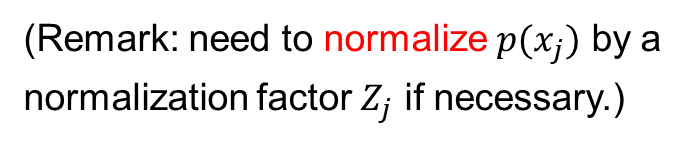 (Remark: need to normalize p(xⱼ) by a
normalization factor Zⱼ if necessary.)